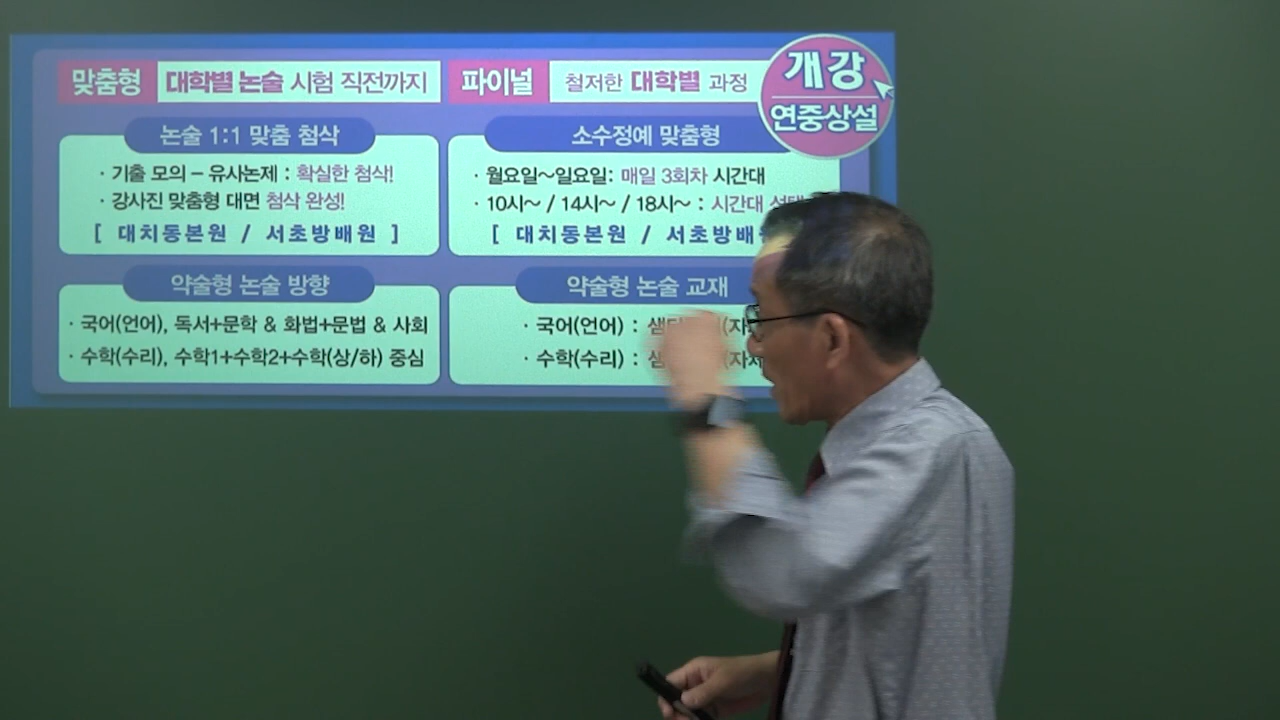 맞춤형 대학별 논술 시험 직전까지
파이널 철저한 대학별 과정
개강
연중상설
논술 1:1 맞춤 첨삭
· 기출 모의 – 유사논제 : 확실한 첨삭!
· 강사진 맞춤형 대면 첨삭 완성!
[ 대치동본원 / 서초방배원 ]
소수정예 맞춤형
· 월요일~일요일: 매일 3회차 시간대
· 10시~ / 14시~ / 18시~ : 시간대
[ 대치동본원 /
약술형 논술 방향
· 국어(언어), 독서+문학 & 화법+문법 & 사회
· 수학(수리), 수학1+수학2+수학(상/하) 중심
약술형 논술 교재
· 국어(언어) :
· 수학(수리) :